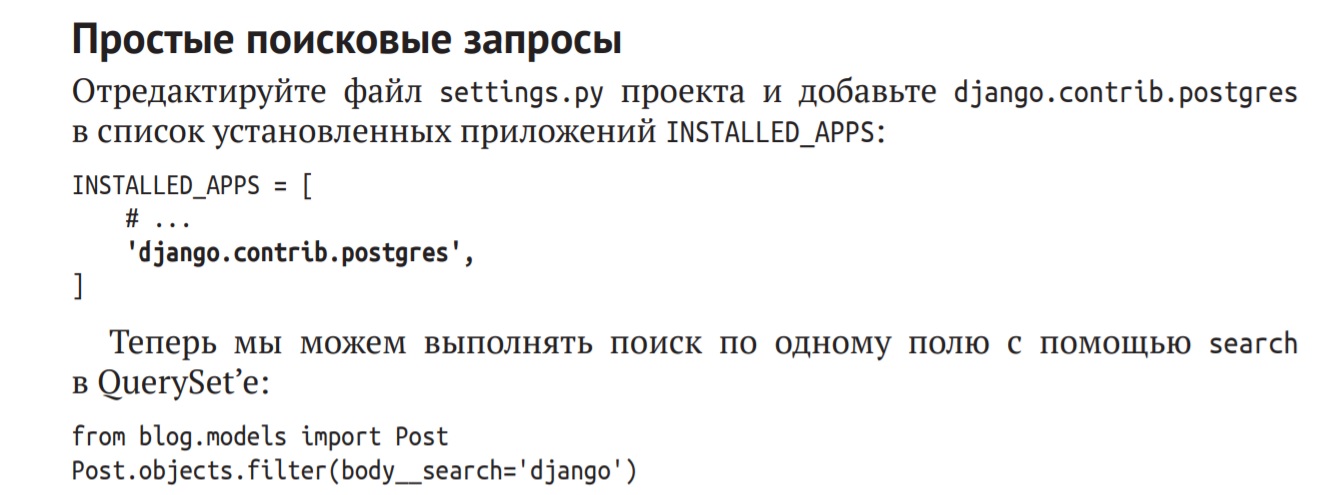 Простые поисковые запросы
Отредактируйте файл settings.py проекта и добавьте django.contrib.postgres
в список установленных приложений INSTALLED_APPS:
INSTALLED_APPS = [
    # ...
    'django.contrib.postgres',
]
Теперь мы можем выполнять поиск по одному полю с помощью search
в QuerySet’е:
from blog.models import Post
Post.objects.filter(body__search='django')